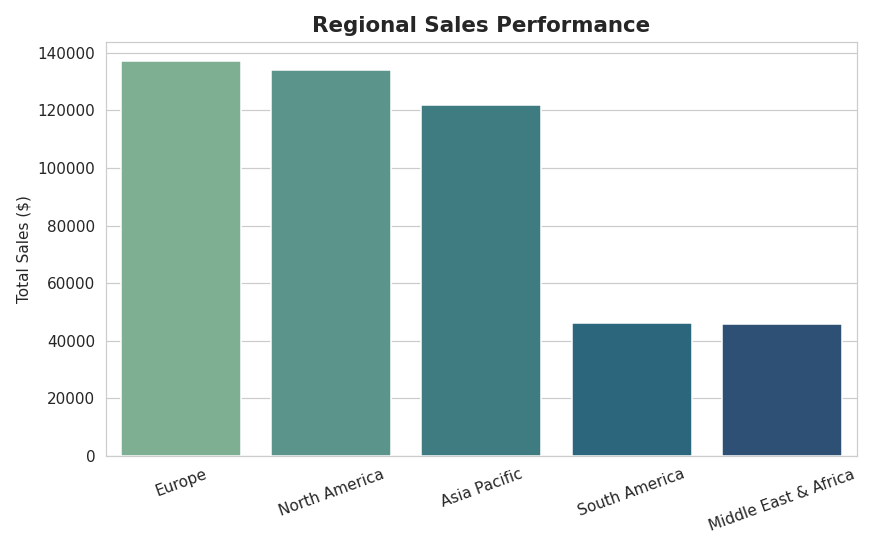 Regional Sales Performance
Total Sales ($)
140000
120000
100000
80000
60000
40000
20000
0
Europe
North America
Asia Pacific
South America
Middle East & Africa